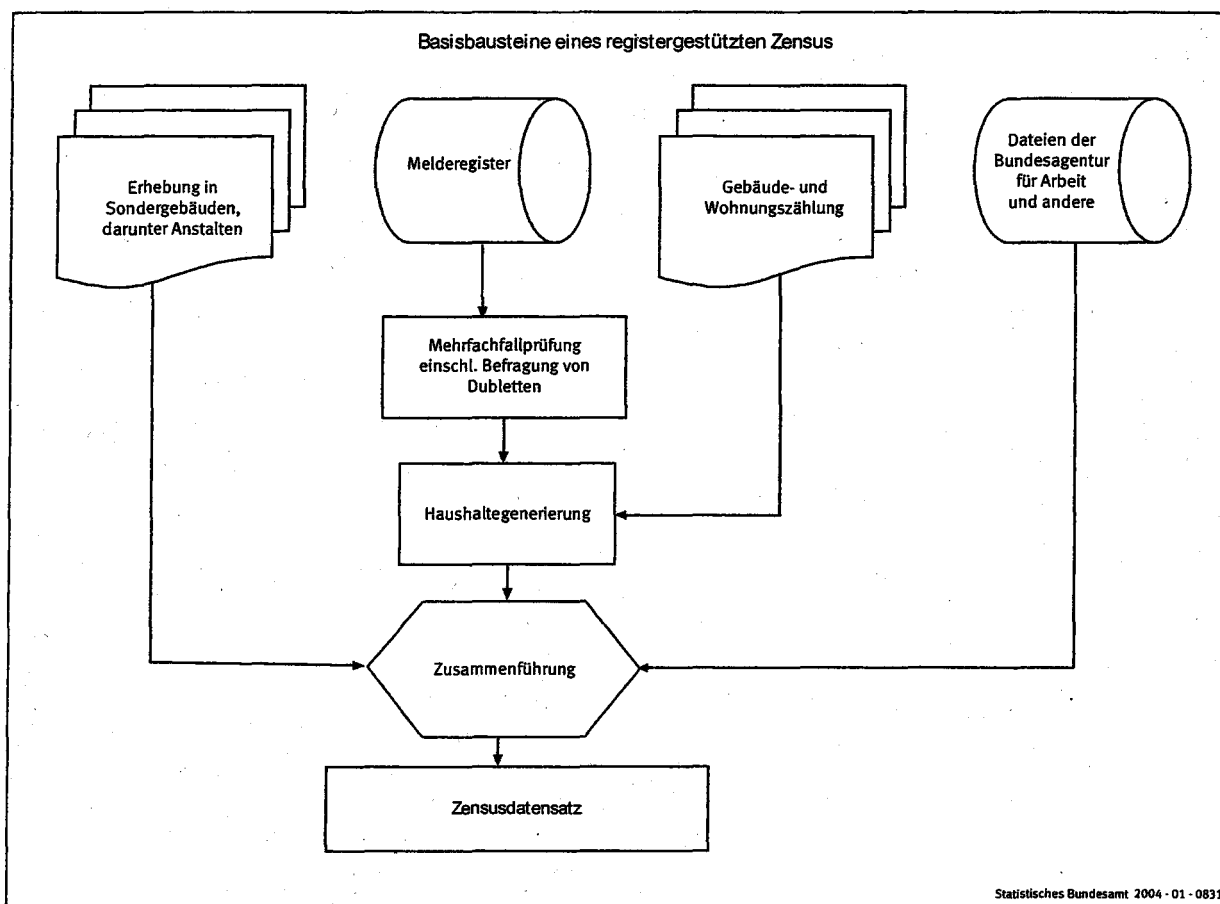 Basisbausteine eines registergestützten Zensus
Erhebung in
Sondergebäuden,
darunter Anstalten
Melderegister
Gebäude- und
Wohnungszählung
Dateien der
Bundesagentur
für Arbeit
und andere
Mehrfachfallprüfung
einschl. Befragung von
Dubletten
Haushaltegenerierung
Zusammenführung
Zensusdatensatz
Statistisches Bundesamt 2004 - 01 - 0831